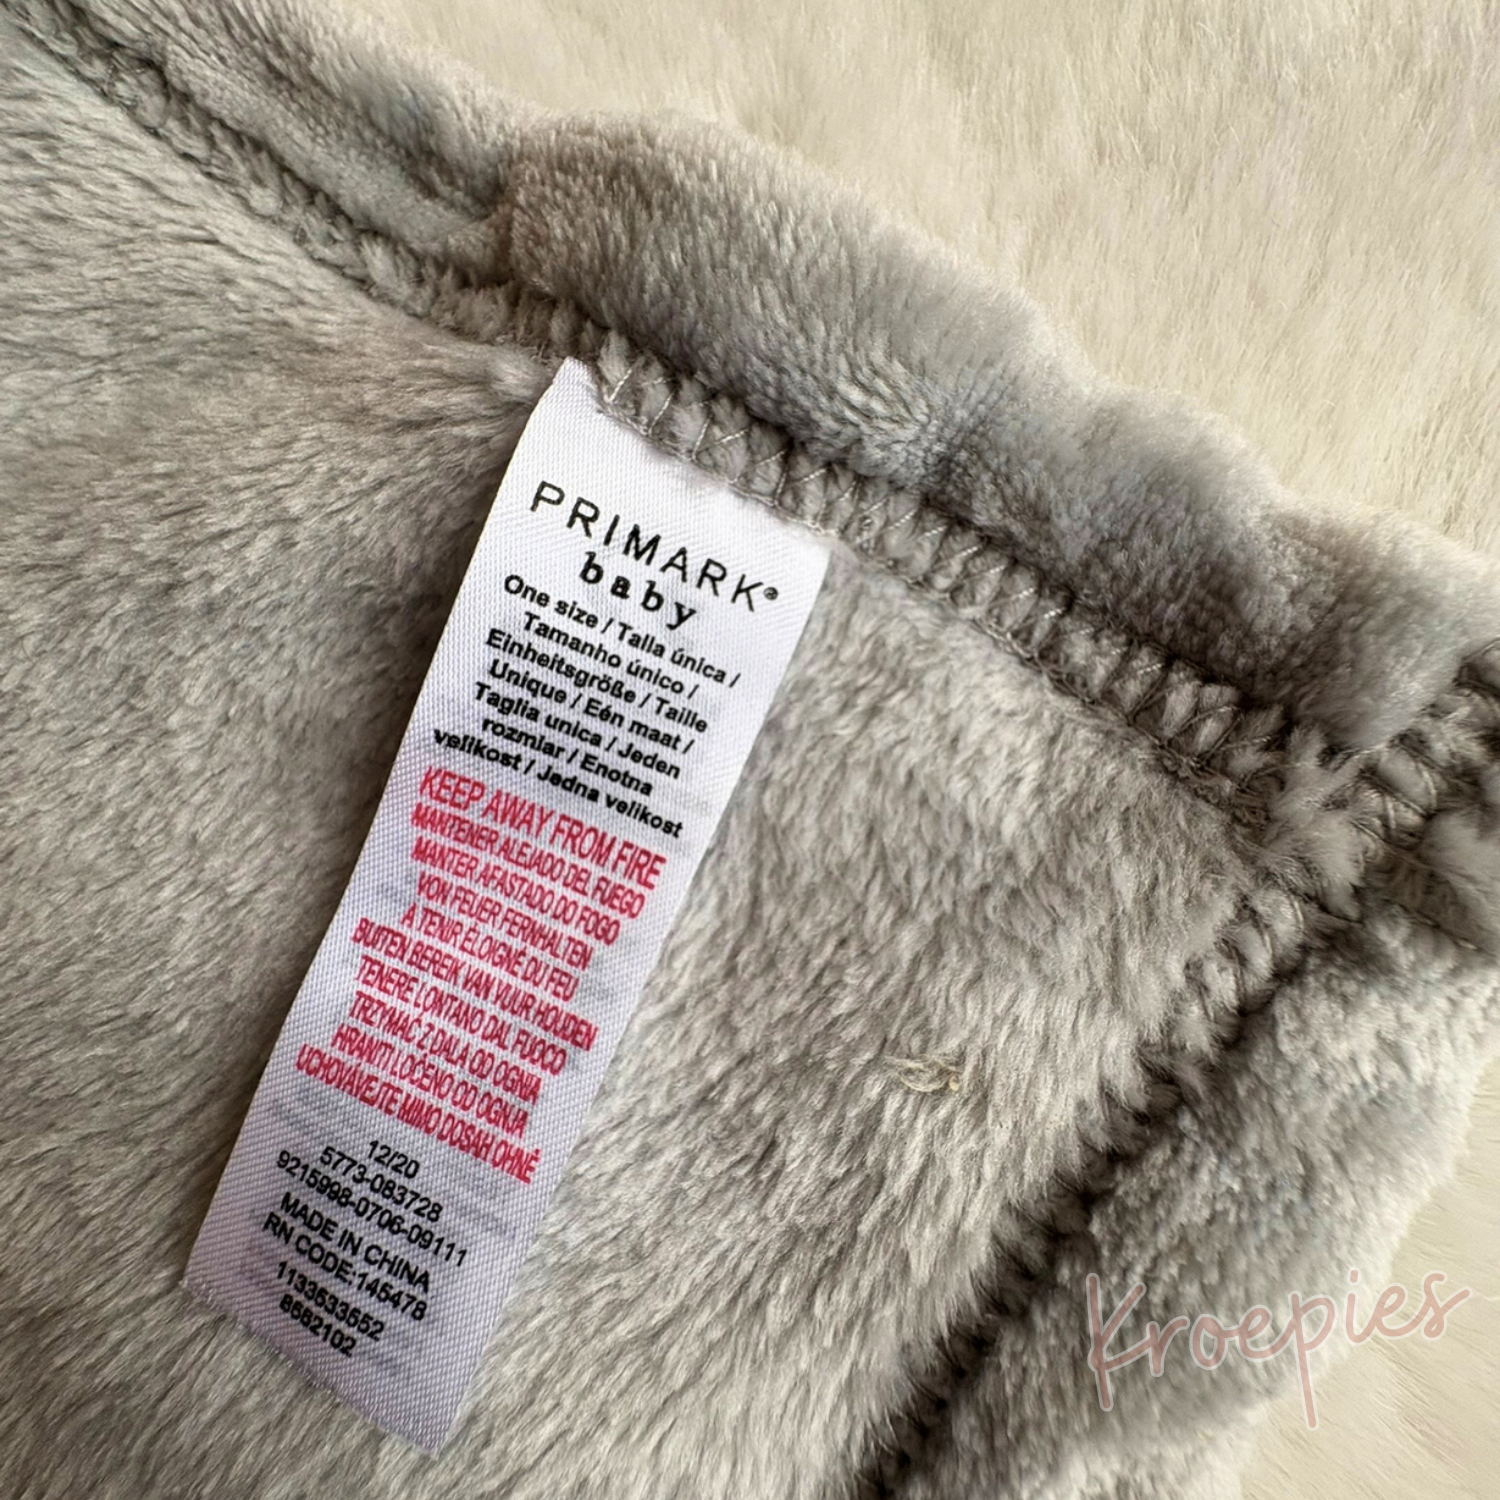 PRIMARK®
baby
One size / Talla única /
Tamanho único /
Einheitsgröße / Taille
Unique / Eén maat /
Taglia unica / Jeden
rozmiar / Enotna
velikost / Jedna velikost
KEEP AWAY FROM FIRE
MANTENER ALEJADO DEL FUEGO
MANTER AFASTADO DO FOGO
VON FEUER FERNHALTEN
À TENIR ÉLOIGNÉ DU FEU
BUITEN BEREIK VAN VUUR HOUDEN
TENERE LONTANO DAL FUOCO
TRZYMAĆ Z DALA OD OGNIA
HRANITI LOČENO OD OGNJA
UCHOVÁVEJTE MIMO DOSAH OHNĚ
12/20
5773-083728
9215998-0706-09111
MADE IN CHINA
RN CODE:145478
1133533552
8682102
Kroepies